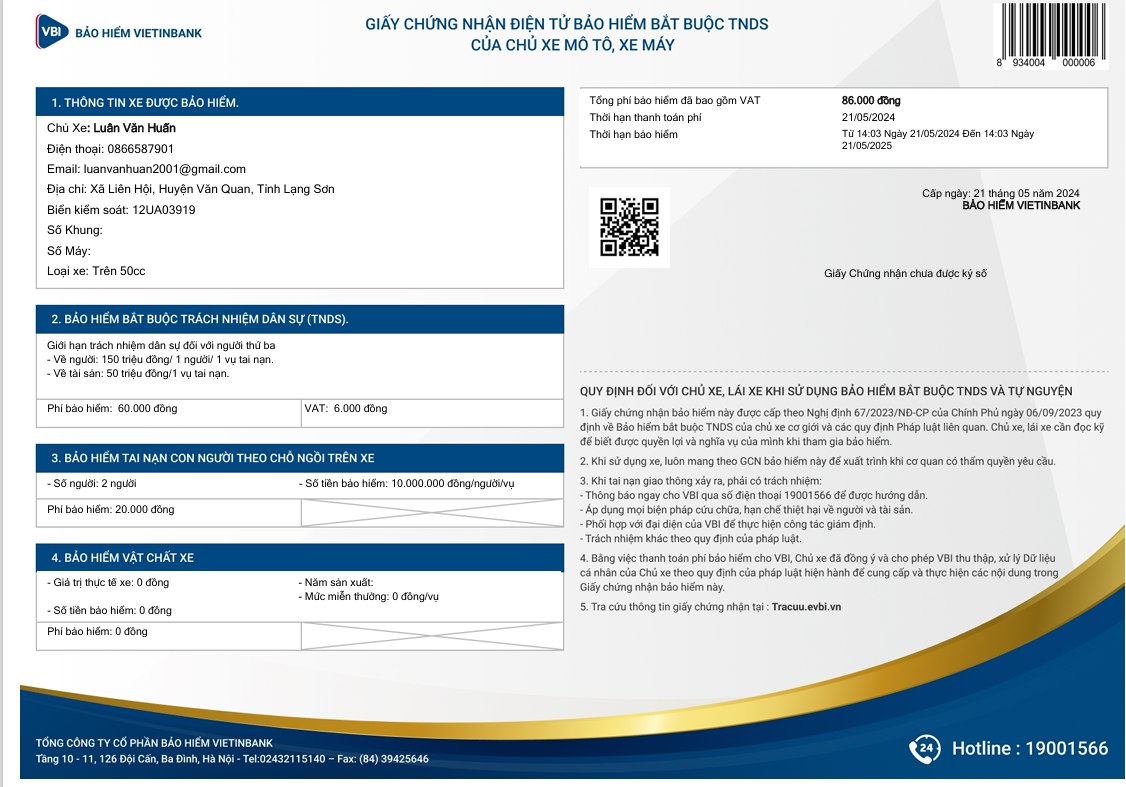 VBI BẢO HIỂM VIETINBANK
GIẤY CHỨNG NHẬN ĐIỆN TỬ BẢO HIỂM BẮT BUỘC TNDS
CỦA CHỦ XE MÔ TÔ, XE MÁY
8 934004 000006
1. THÔNG TIN XE ĐƯỢC BẢO HIỂM.
Chủ Xe: Luân Văn Huấn
Điện thoại: 0866587901
Email: luanvanhuan2001@gmail.com
Địa chỉ: Xã Liên Hội, Huyện Văn Quan, Tỉnh Lạng Sơn
Biển kiểm soát: 12UA03919
Số Khung:
Số Máy:
Loại xe: Trên 50cc
2. BẢO HIỂM BẮT BUỘC TRÁCH NHIỆM DÂN SỰ (TNDS).
Giới hạn trách nhiệm dân sự đối với người thứ ba
- Về người: 150 triệu đồng/ 1 người/ 1 vụ tai nạn.
- Về tài sản: 50 triệu đồng/1 vụ tai nạn.
Phí bảo hiểm: 60.000 đồng
VAT: 6.000 đồng
3. BẢO HIỂM TAI NẠN CON NGƯỜI THEO CHỖ NGỒI TRÊN XE
- Số người: 2 người
- Số tiền bảo hiểm: 10.000.000 đồng/người/vụ
Phí bảo hiểm: 20.000 đồng
4. BẢO HIỂM VẬT CHẤT XE
- Giá trị thực tế xe: 0 đồng
- Năm sản xuất:
- Mức miễn thường: 0 đồng/vụ
- Số tiền bảo hiểm: 0 đồng
Phí bảo hiểm: 0 đồng
Tổng phí bảo hiểm đã bao gồm VAT 86.000 đồng
Thời hạn thanh toán phí 21/05/2024
Thời hạn bảo hiểm Từ 14:03 Ngày 21/05/2024 Đến 14:03 Ngày
21/05/2025
Cấp ngày: 21 tháng 05 năm 2024
BẢO HIỂM VIETINBANK
Giấy Chứng nhận chưa được ký số
QUY ĐỊNH ĐỐI VỚI CHỦ XE, LÁI XE KHI SỬ DỤNG BẢO HIỂM BẮT BUỘC TNDS VÀ TỰ NGUYỆN
1. Giấy chứng nhận bảo hiểm này được cấp theo Nghị định 67/2023/NĐ-CP của Chính Phủ ngày 06/09/2023 quy
định về Bảo hiểm bắt buộc TNDS của chủ xe cơ giới và các quy định Pháp luật liên quan. Chủ xe, lái xe cần đọc kỹ
để biết được quyền lợi và nghĩa vụ của mình khi tham gia bảo hiểm.
2. Khi sử dụng xe, luôn mang theo GCN bảo hiểm này để xuất trình khi cơ quan có thẩm quyền yêu cầu.
3. Khi tai nạn giao thông xảy ra, phải có trách nhiệm:
- Thông báo ngay cho VBI qua số điện thoại 19001566 để được hướng dẫn.
- Áp dụng mọi biện pháp cứu chữa, hạn chế thiệt hại về người và tài sản.
- Phối hợp với đại diện của VBI để thực hiện công tác giám định.
- Trách nhiệm khác theo quy định của pháp luật.
4. Bằng việc thanh toán phí bảo hiểm cho VBI, Chủ xe đã đồng ý và cho phép VBI thu thập, xử lý Dữ liệu
cá nhân của Chủ xe theo quy định của pháp luật hiện hành để cung cấp và thực hiện các nội dung trong
Giấy chứng nhận bảo hiểm này.
5. Tra cứu thông tin giấy chứng nhận tại : Tracuu.evbi.vn
TỔNG CÔNG TY CỔ PHẦN BẢO HIỂM VIETINBANK
Tầng 10 - 11, 126 Đội Cấn, Ba Đình, Hà Nội - Tel:02432115140 – Fax: (84) 39425646
24 Hotline : 19001566